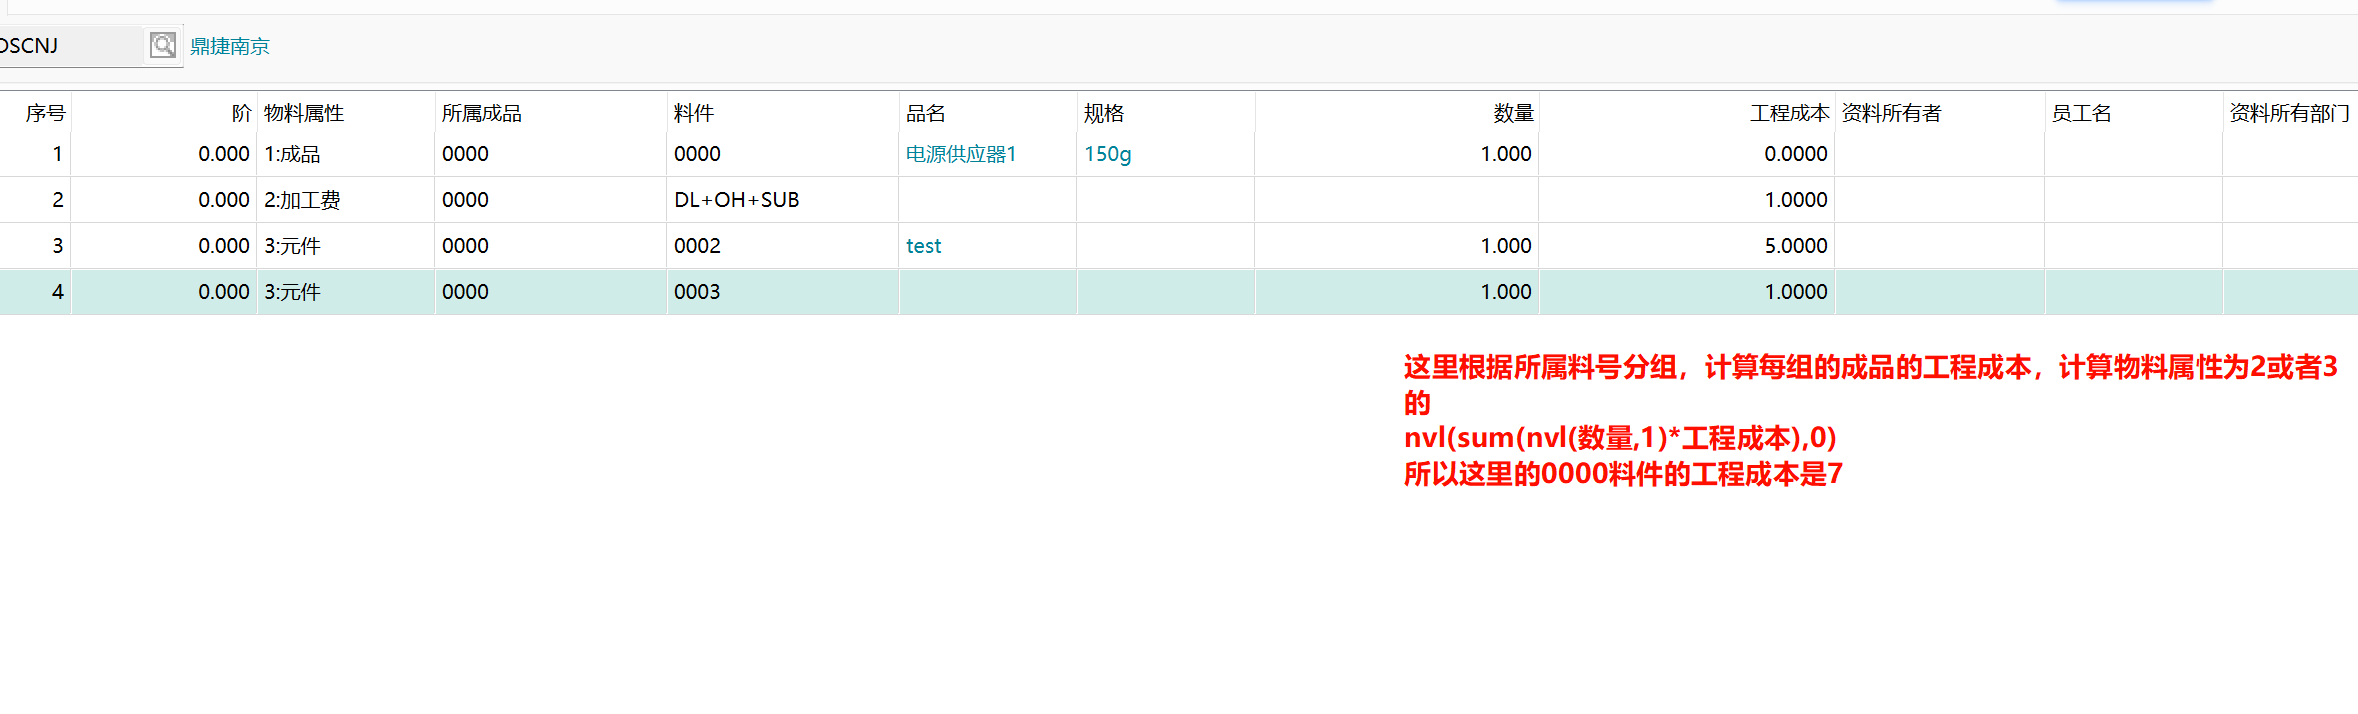 DSCNJ 鼎捷南京
序号 阶 物料属性 所属成品 料件 品名 规格 数量 工程成本 资料所有者 员工名 资料所有部门
1 0.000 1:成品 0000 0000 电源供应器1 150g 1.000 0.0000
2 0.000 2:加工费 0000 DL+OH+SUB 1.0000
3 0.000 3:元件 0000 0002 test 1.000 5.0000
4 0.000 3:元件 0000 0003 1.000 1.0000
这里根据所属料号分组，计算每组的成品的工程成本，计算物料属性为2或者3
的
nvl(sum(nvl(数量,1)*工程成本),0)
所以这里的0000料件的工程成本是7